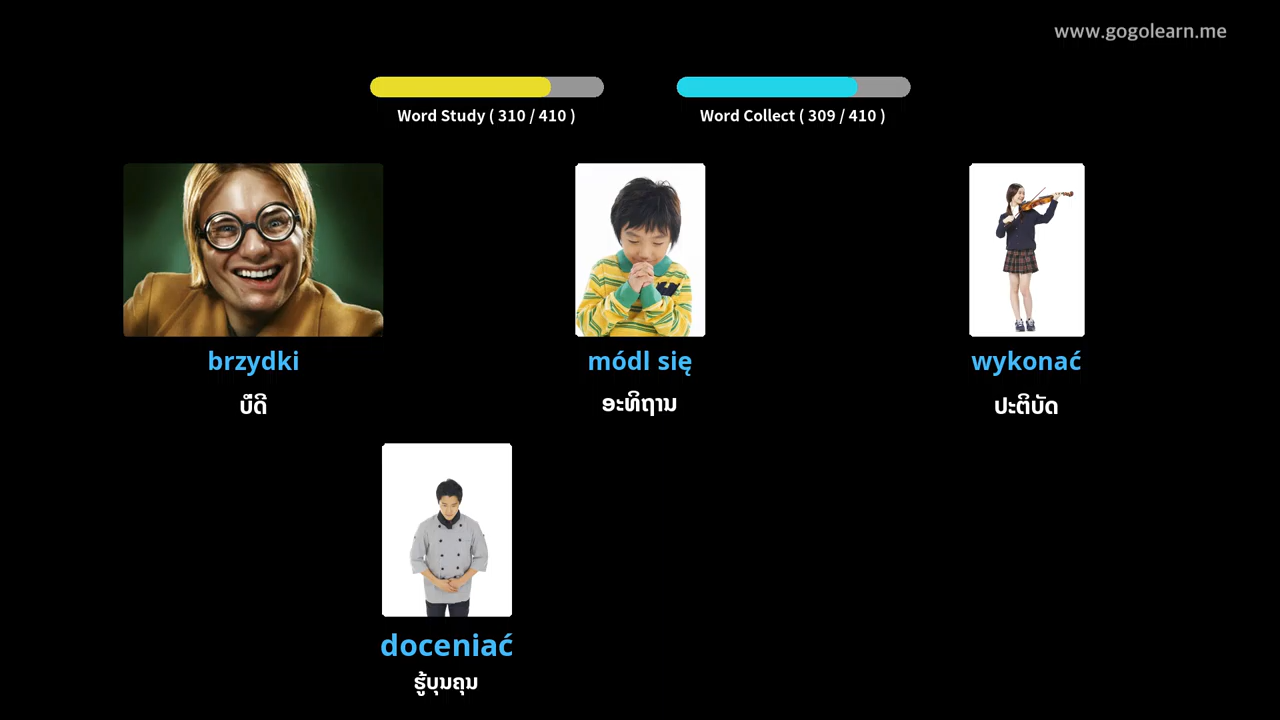 www.gogolearn.me
Word Study ( 310 / 410 )
Word Collect ( 309 / 410 )
brzydki
módl się
wykonać
ບໍ່ດີ
ອະທິຖານ
ປະຕິບັດ
doceniać
ຮູ້ບຸນຄຸນ